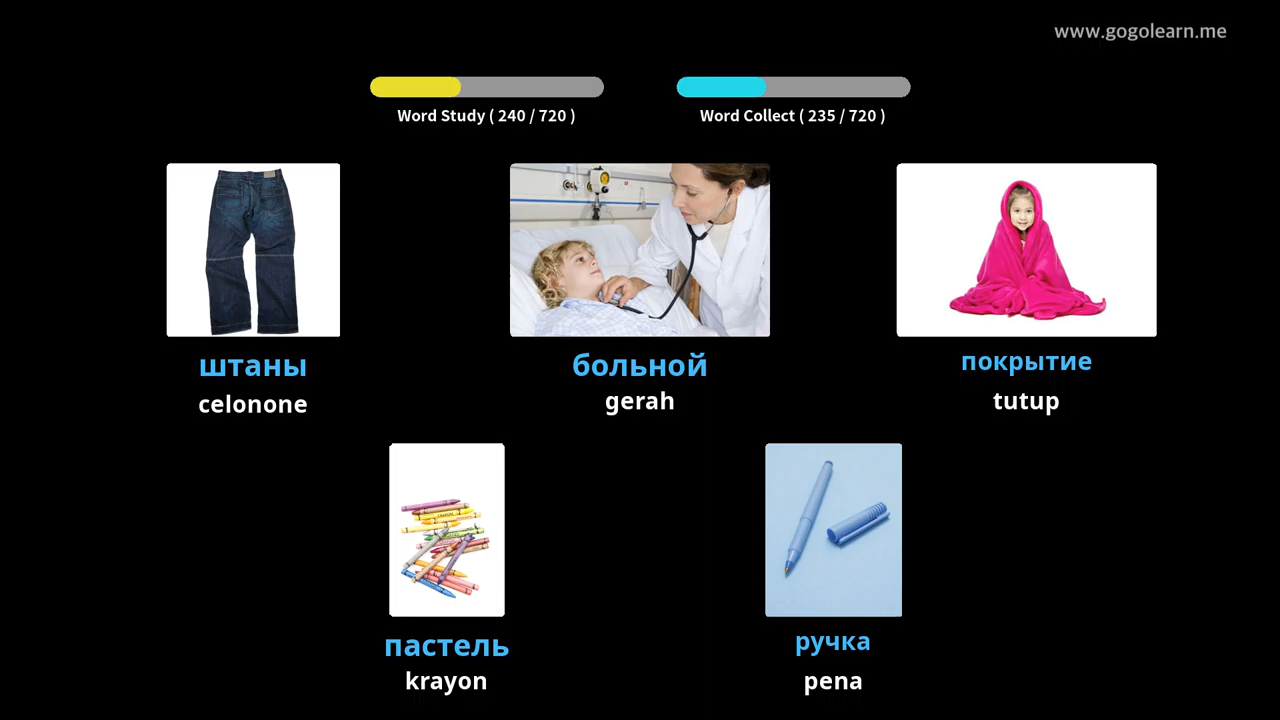 www.gogolearn.me
Word Study ( 240 / 720 )
Word Collect ( 235 / 720 )
штаны
celonone
больной
gerah
покрытие
tutup
пастель
krayon
ручка
pena